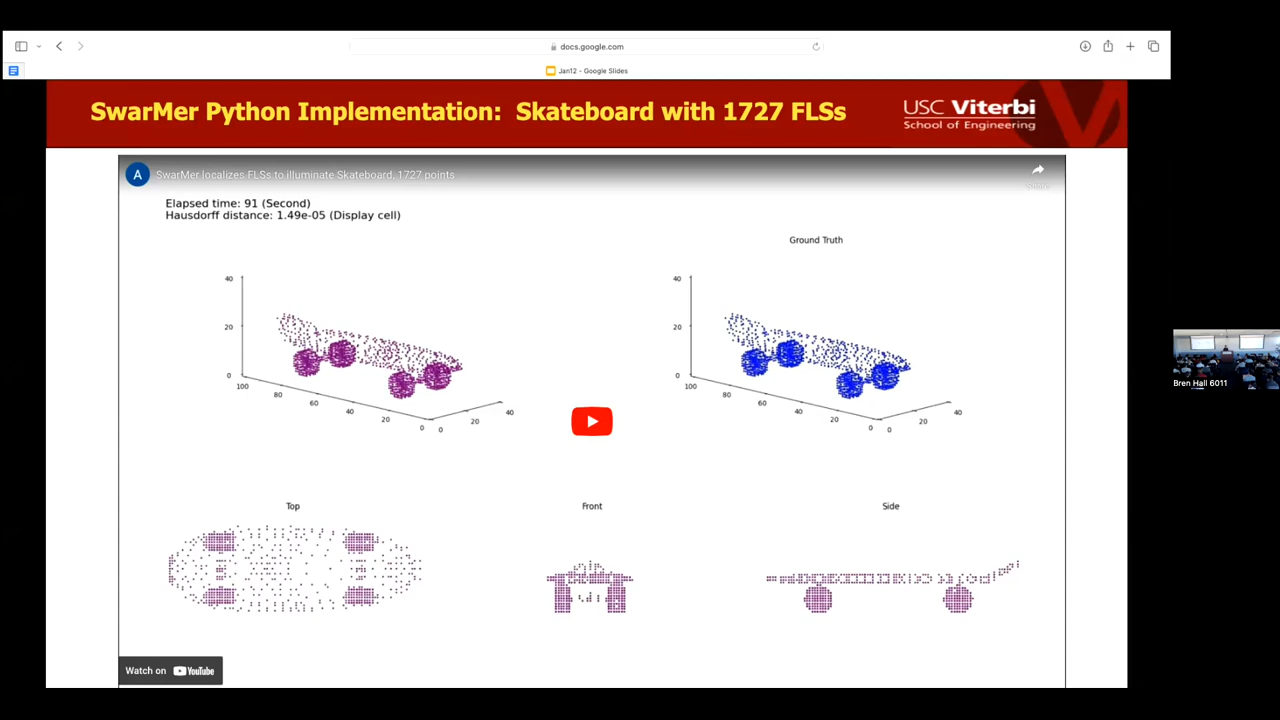 docs.google.com
Jan12 - Google Slides
SwarMer Python Implementation: Skateboard with 1727 FLSs
USC Viterbi
School of Engineering
A
SwarMer localizes FLSs to illuminate Skateboard, 1727 points
Elapsed time: 91 (Second)
Hausdorff distance: 1.49e-05 (Display cell)
Ground Truth
40
20
0
100
80
60
40
20
0
0
20
40
40
20
0
100
80
60
40
20
0
0
20
40
Top
Front
Side
Watch on YouTube
Bren Hall 6011